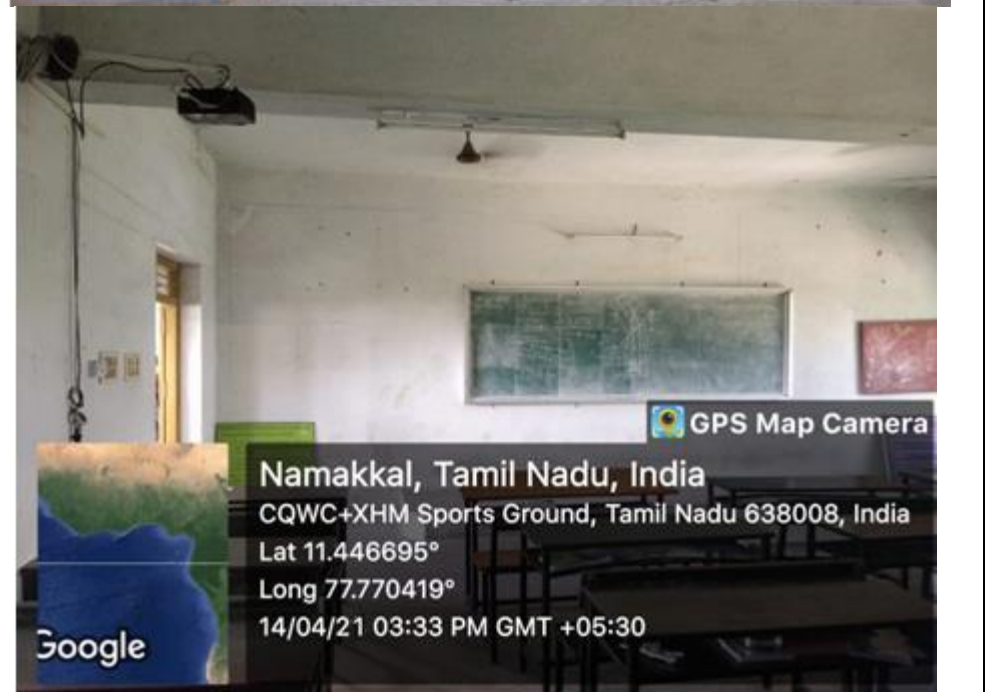 GPS Map Camera
Namakkal, Tamil Nadu, India
CQWC+XHM Sports Ground, Tamil Nadu 638008, India
Lat 11.446695°
Long 77.770419°
14/04/21 03:33 PM GMT +05:30
Google